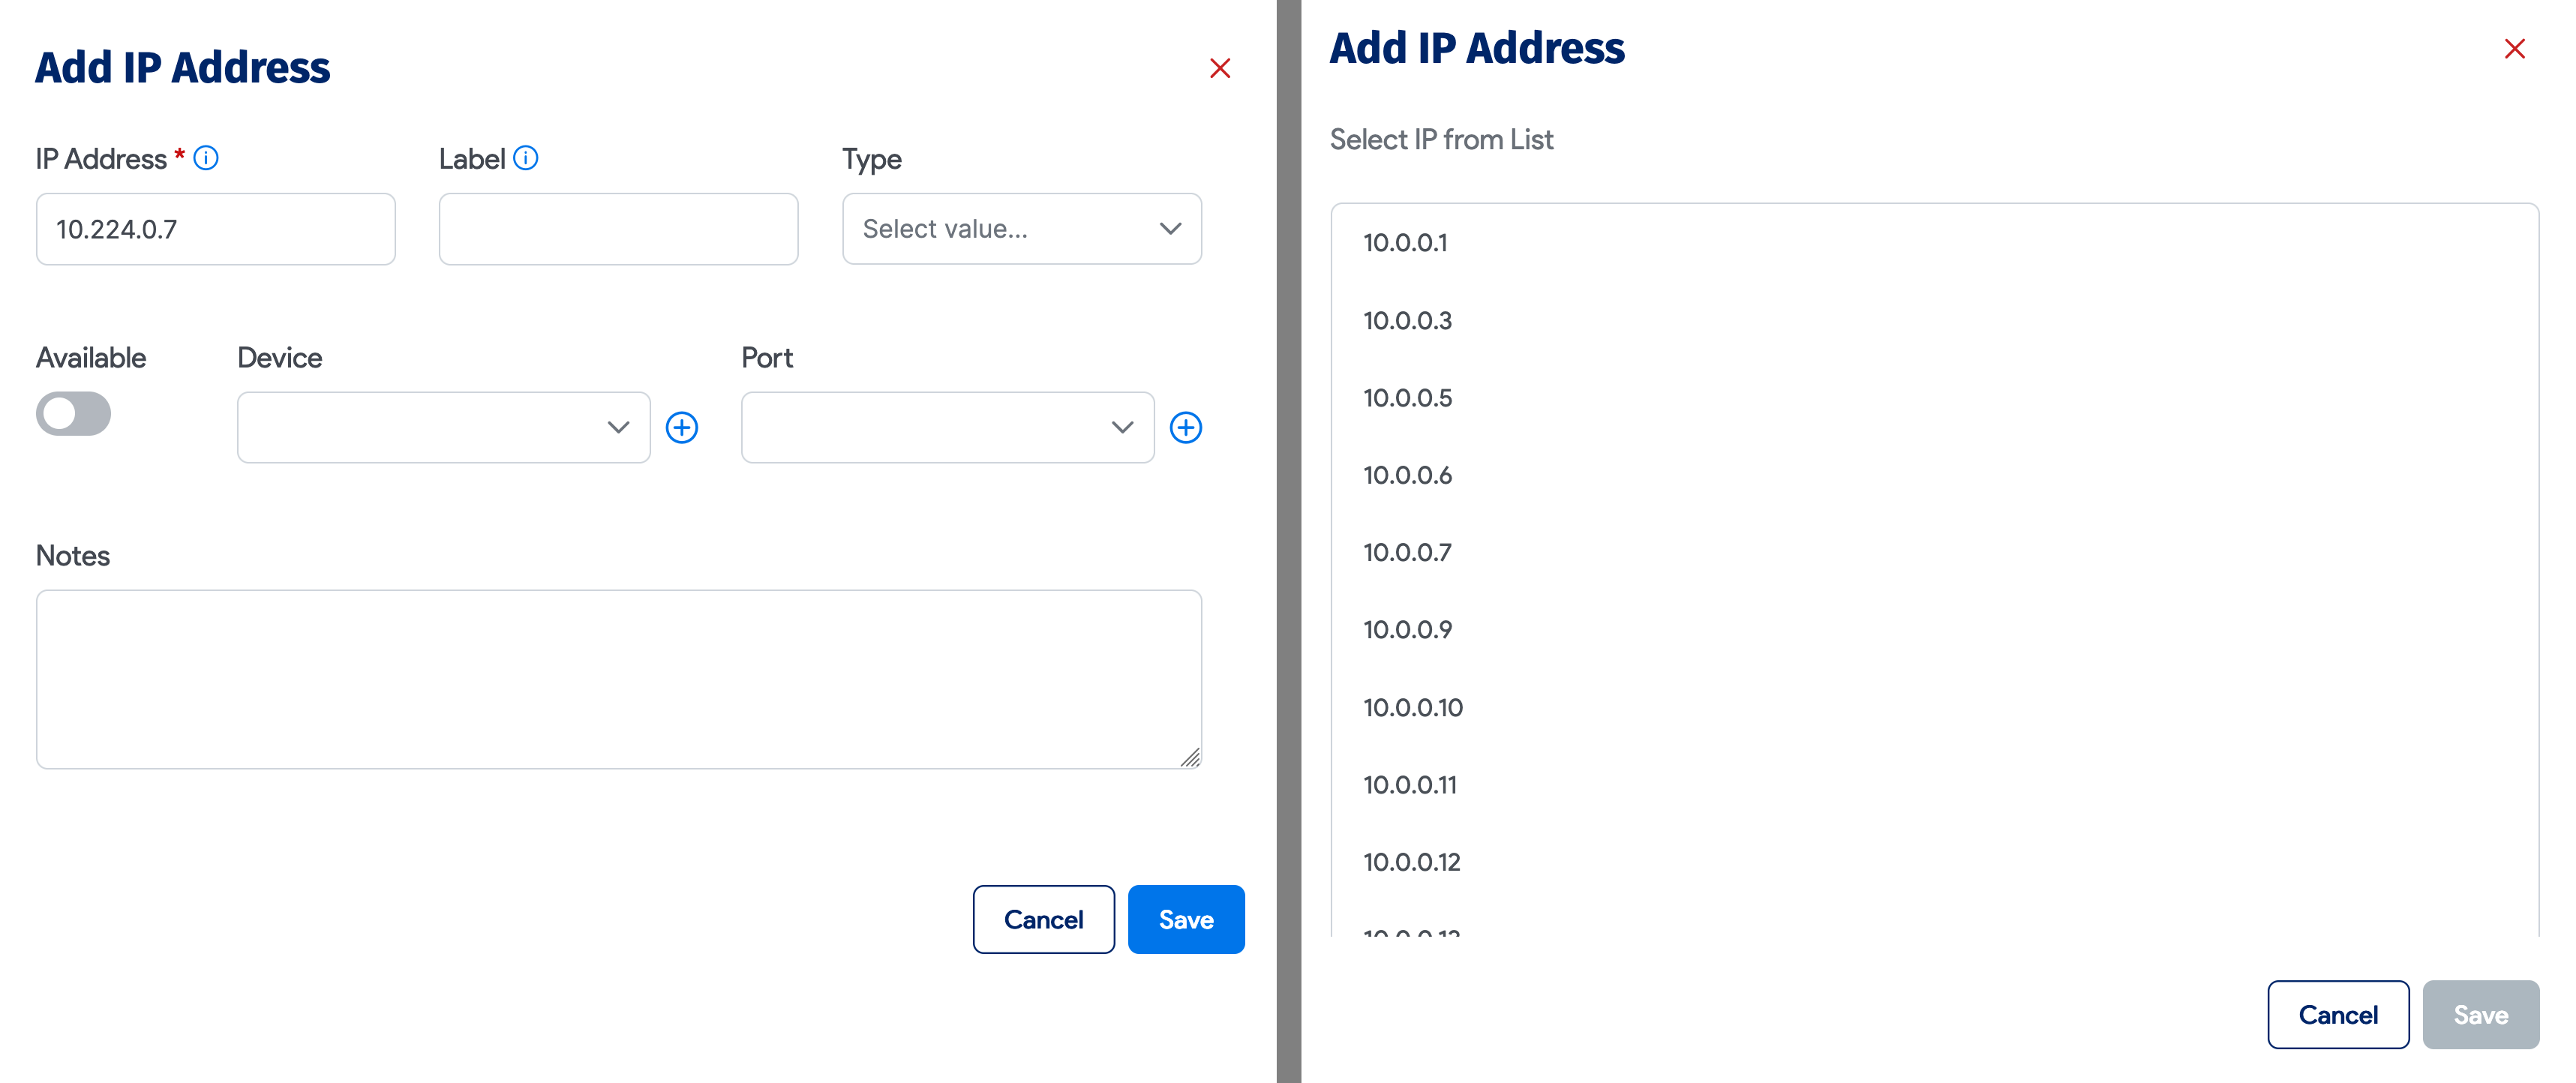 Add IP Address
IP Address *
Label
Type
10.224.0.7
Select value...
Available
Device
Port
Notes
Cancel
Save
Add IP Address
Select IP from List
10.0.0.1
10.0.0.3
10.0.0.5
10.0.0.6
10.0.0.7
10.0.0.9
10.0.0.10
10.0.0.11
10.0.0.12
Cancel
Save